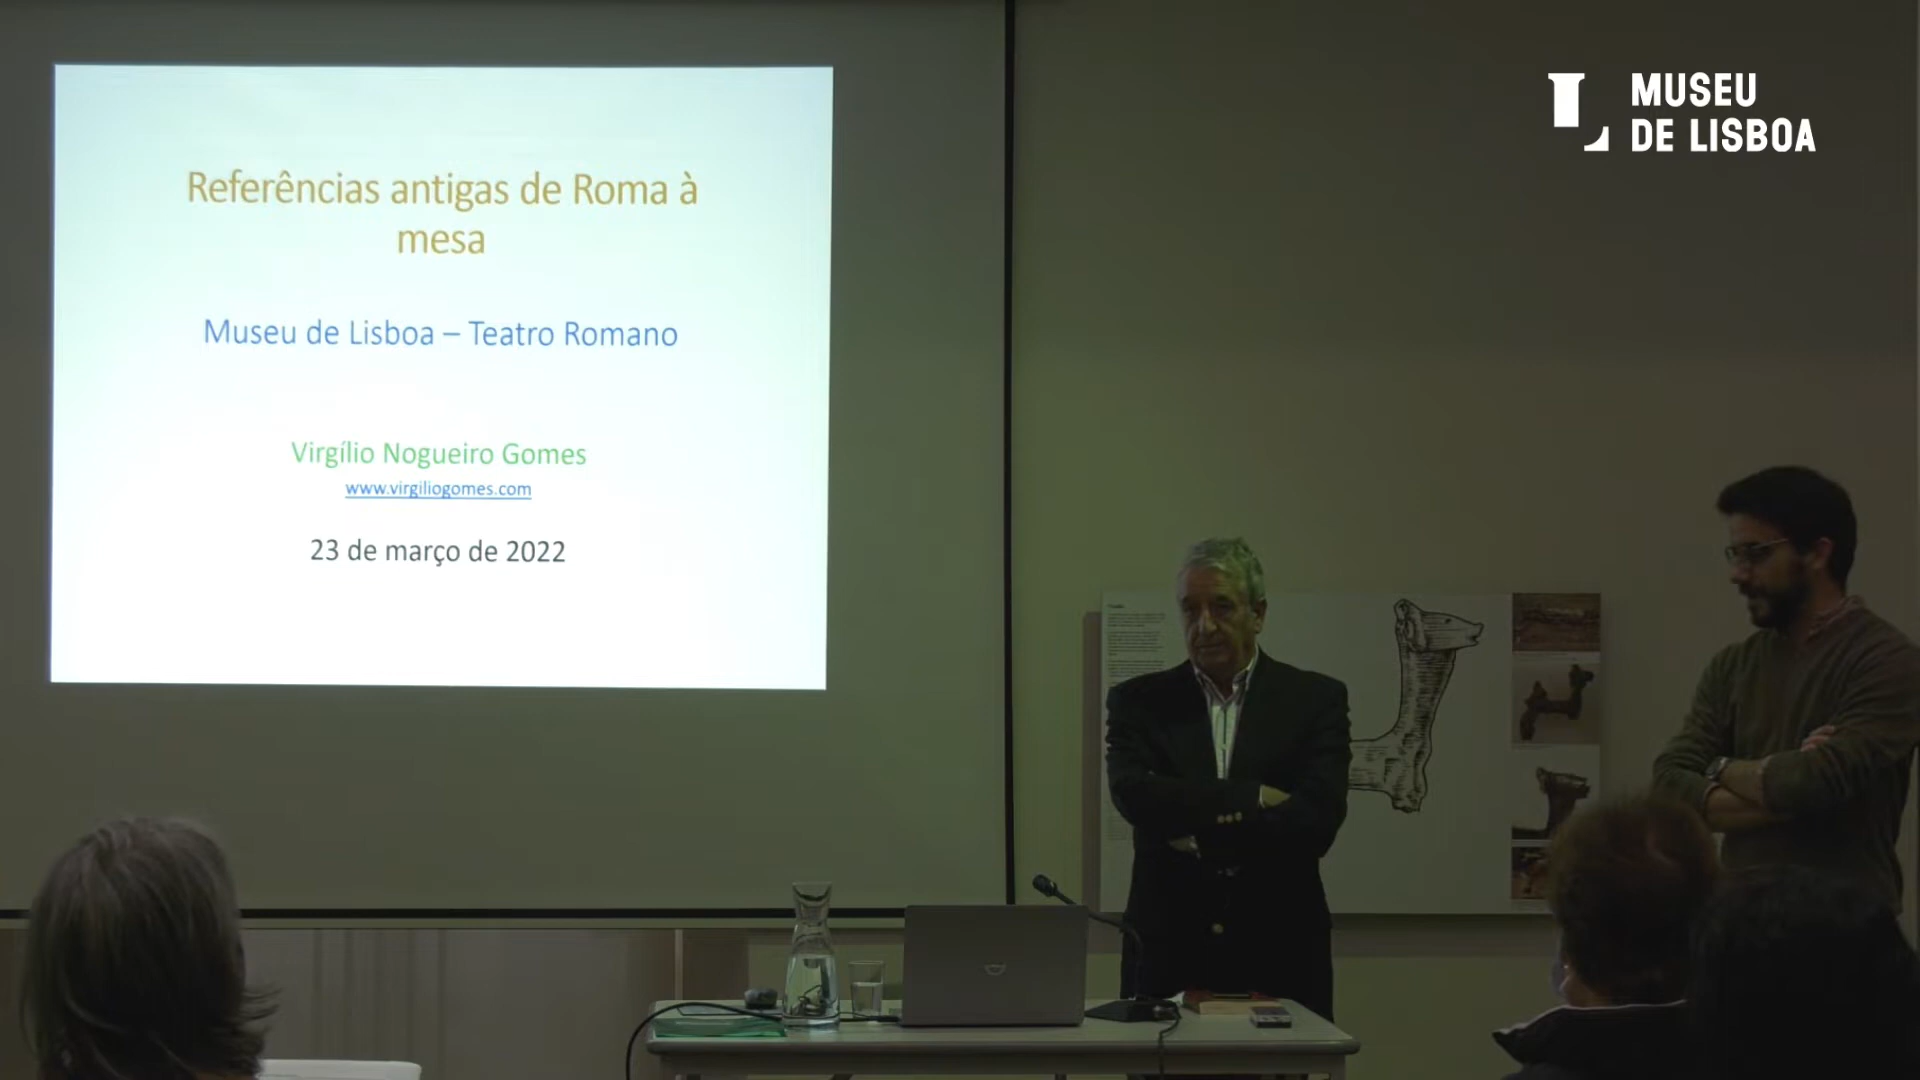 Referências antigas de Roma à
mesa
Museu de Lisboa – Teatro Romano
Virgílio Nogueiro Gomes
www.virgiliogomes.com
23 de março de 2022
MUSEU
DE LISBOA